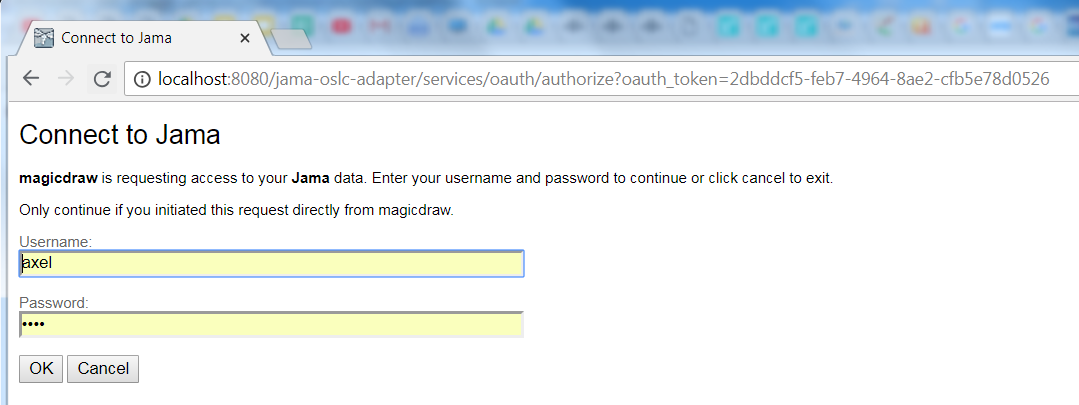 Connect to Jama
localhost:8080/jama-oslc-adapter/services/oauth/authorize?oauth_token=2dbddcf5-feb7-4964-8ae2-cfb5e78d0526
Connect to Jama
magicdraw is requesting access to your Jama data. Enter your username and password to continue or click cancel to exit.
Only continue if you initiated this request directly from magicdraw.
Username:
axel
Password:
••••
OK Cancel